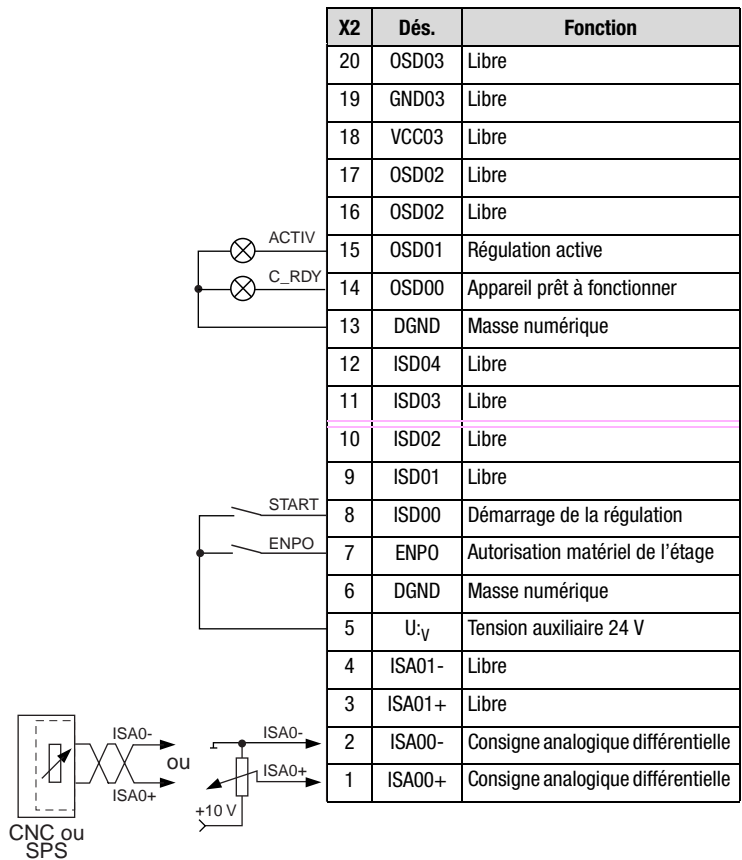 X2 Dés. Fonction
20 OSD03 Libre
19 GND03 Libre
18 VCC03 Libre
17 OSD02 Libre
16 OSD02 Libre
ACTIV 15 OSD01 Régulation active
C_RDY 14 OSD00 Appareil prêt à fonctionner
13 DGND Masse numérique
12 ISD04 Libre
11 ISD03 Libre
10 ISD02 Libre
9 ISD01 Libre
START 8 ISD00 Démarrage de la régulation
ENPO 7 ENPO Autorisation matériel de l'étage
6 DGND Masse numérique
5 U:V Tension auxiliaire 24 V
4 ISA01- Libre
3 ISA01+ Libre
ISA0- ISA0- 2 ISA00- Consigne analogique différentielle
ou
ISA0+ ISA0+ 1 ISA00+ Consigne analogique différentielle
+10 V
CNC ou
SPS